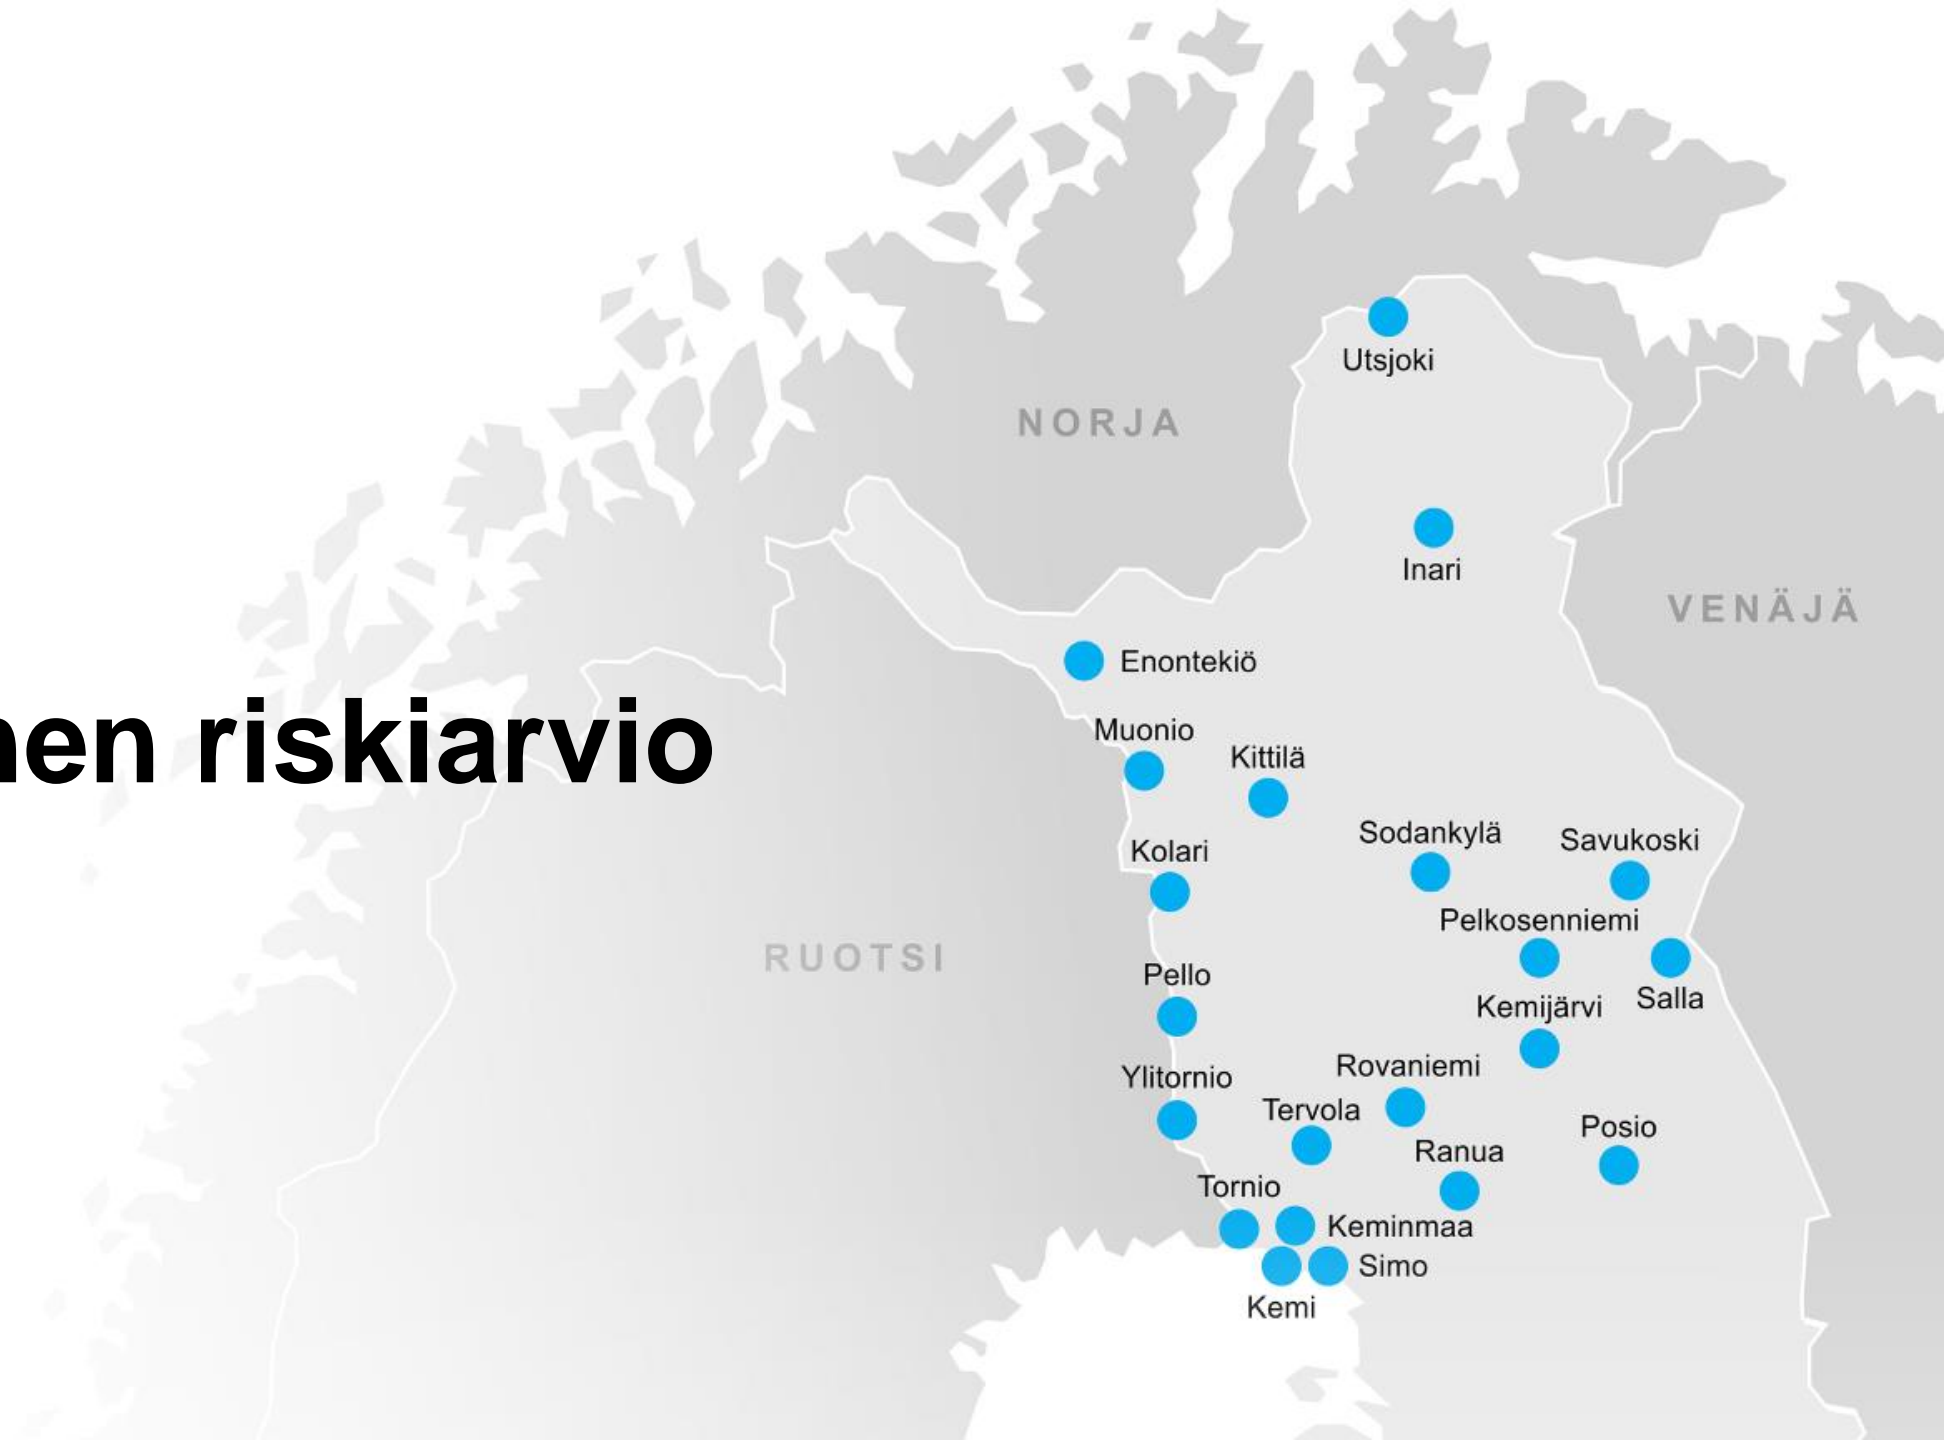 Utsjoki
NORJA
Inari
VENÄJÄ
Enontekiö
nen riskiarvio
Muonio
Kittilä
Sodankylä
Savukoski
Kolari
Pelkosenniemi
RUOTSI
Pello
Salla
Kemijärvi
Rovaniemi
Ylitornio
Tervola
Posio
Ranua
Tornio
Keminmaa
Simo
Kemi